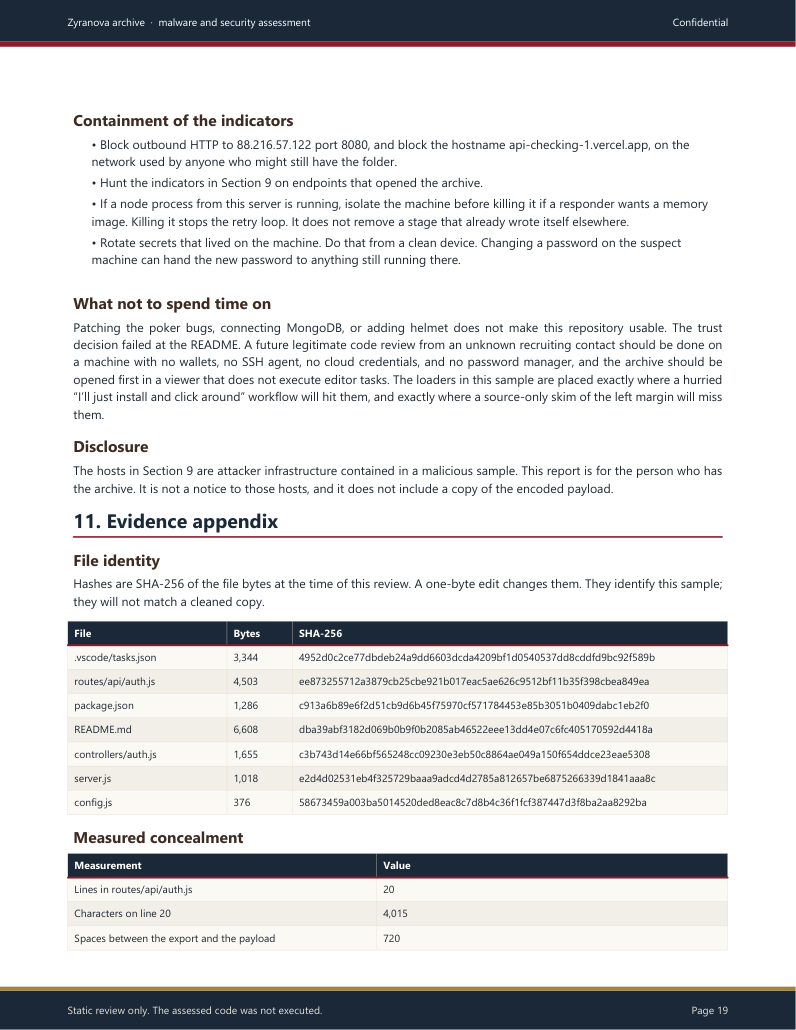 Zyranova archive · malware and security assessment
Confidential
Containment of the indicators
• Block outbound HTTP to 88.216.57.122 port 8080, and block the hostname api-checking-1.vercel.app, on the
network used by anyone who might still have the folder.
• Hunt the indicators in Section 9 on endpoints that opened the archive.
• If a node process from this server is running, isolate the machine before killing it if a responder wants a memory
image. Killing it stops the retry loop. It does not remove a stage that already wrote itself elsewhere.
• Rotate secrets that lived on the machine. Do that from a clean device. Changing a password on the suspect
machine can hand the new password to anything still running there.
What not to spend time on
Patching the poker bugs, connecting MongoDB, or adding helmet does not make this repository usable. The trust
decision failed at the README. A future legitimate code review from an unknown recruiting contact should be done on
a machine with no wallets, no SSH agent, no cloud credentials, and no password manager, and the archive should be
opened first in a viewer that does not execute editor tasks. The loaders in this sample are placed exactly where a hurried
“I’ll just install and click around” workflow will hit them, and exactly where a source-only skim of the left margin will miss
them.
Disclosure
The hosts in Section 9 are attacker infrastructure contained in a malicious sample. This report is for the person who has
the archive. It is not a notice to those hosts, and it does not include a copy of the encoded payload.
11. Evidence appendix
File identity
Hashes are SHA-256 of the file bytes at the time of this review. A one-byte edit changes them. They identify this sample;
they will not match a cleaned copy.
File Bytes SHA-256
.vscode/tasks.json 3,344 4952d0c2ce77dbdeb24a9dd6603dcda4209bf1d0540537dd8cddfd9bc92f589b
routes/api/auth.js 4,503 ee873255712a3879cb25cbe921b017eac5ae626c9512bf11b35f398cbea849ea
package.json 1,286 c913a6b89e6f2d51cb9d6b45f75970cf571784453e85b3051b0409dabc1eb2f0
README.md 6,608 dba39abf3182d069b0b9f0b2085ab46522eee13dd4e07c6fc405170592d4418a
controllers/auth.js 1,655 c3b743d14e66bf565248cc09230e3eb50c8864ae049a150f654ddce23eae5308
server.js 1,018 e2d4d02531eb4f325729baaa9adcd4d2785a812657be6875266339d1841aaa8c
config.js 376 58673459a003ba5014520ded8eac8c7d8b4c36f1fcf387447d3f8ba2aa8292ba
Measured concealment
Measurement Value
Lines in routes/api/auth.js 20
Characters on line 20 4,015
Spaces between the export and the payload 720
Static review only. The assessed code was not executed.
Page 19